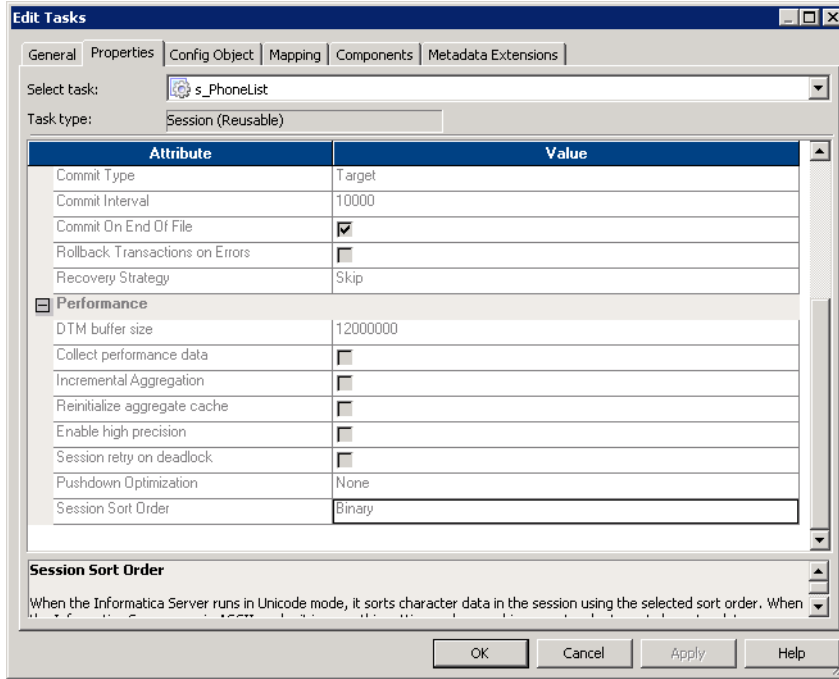 Edit Tasks
General Properties Config Object Mapping Components Metadata Extensions
Select task: s_PhoneList
Task type: Session (Reusable)
Attribute Value
Commit Type Target
Commit Interval 10000
Commit On End Of File
Rollback Transactions on Errors
Recovery Strategy Skip
Performance
DTM buffer size 12000000
Collect performance data
Incremental Aggregation
Reinitialize aggregate cache
Enable high precision
Session retry on deadlock
Pushdown Optimization None
Session Sort Order Binary
Session Sort Order
When the Informatica Server runs in Unicode mode, it sorts character data in the session using the selected sort order. When
OK Cancel Apply Help